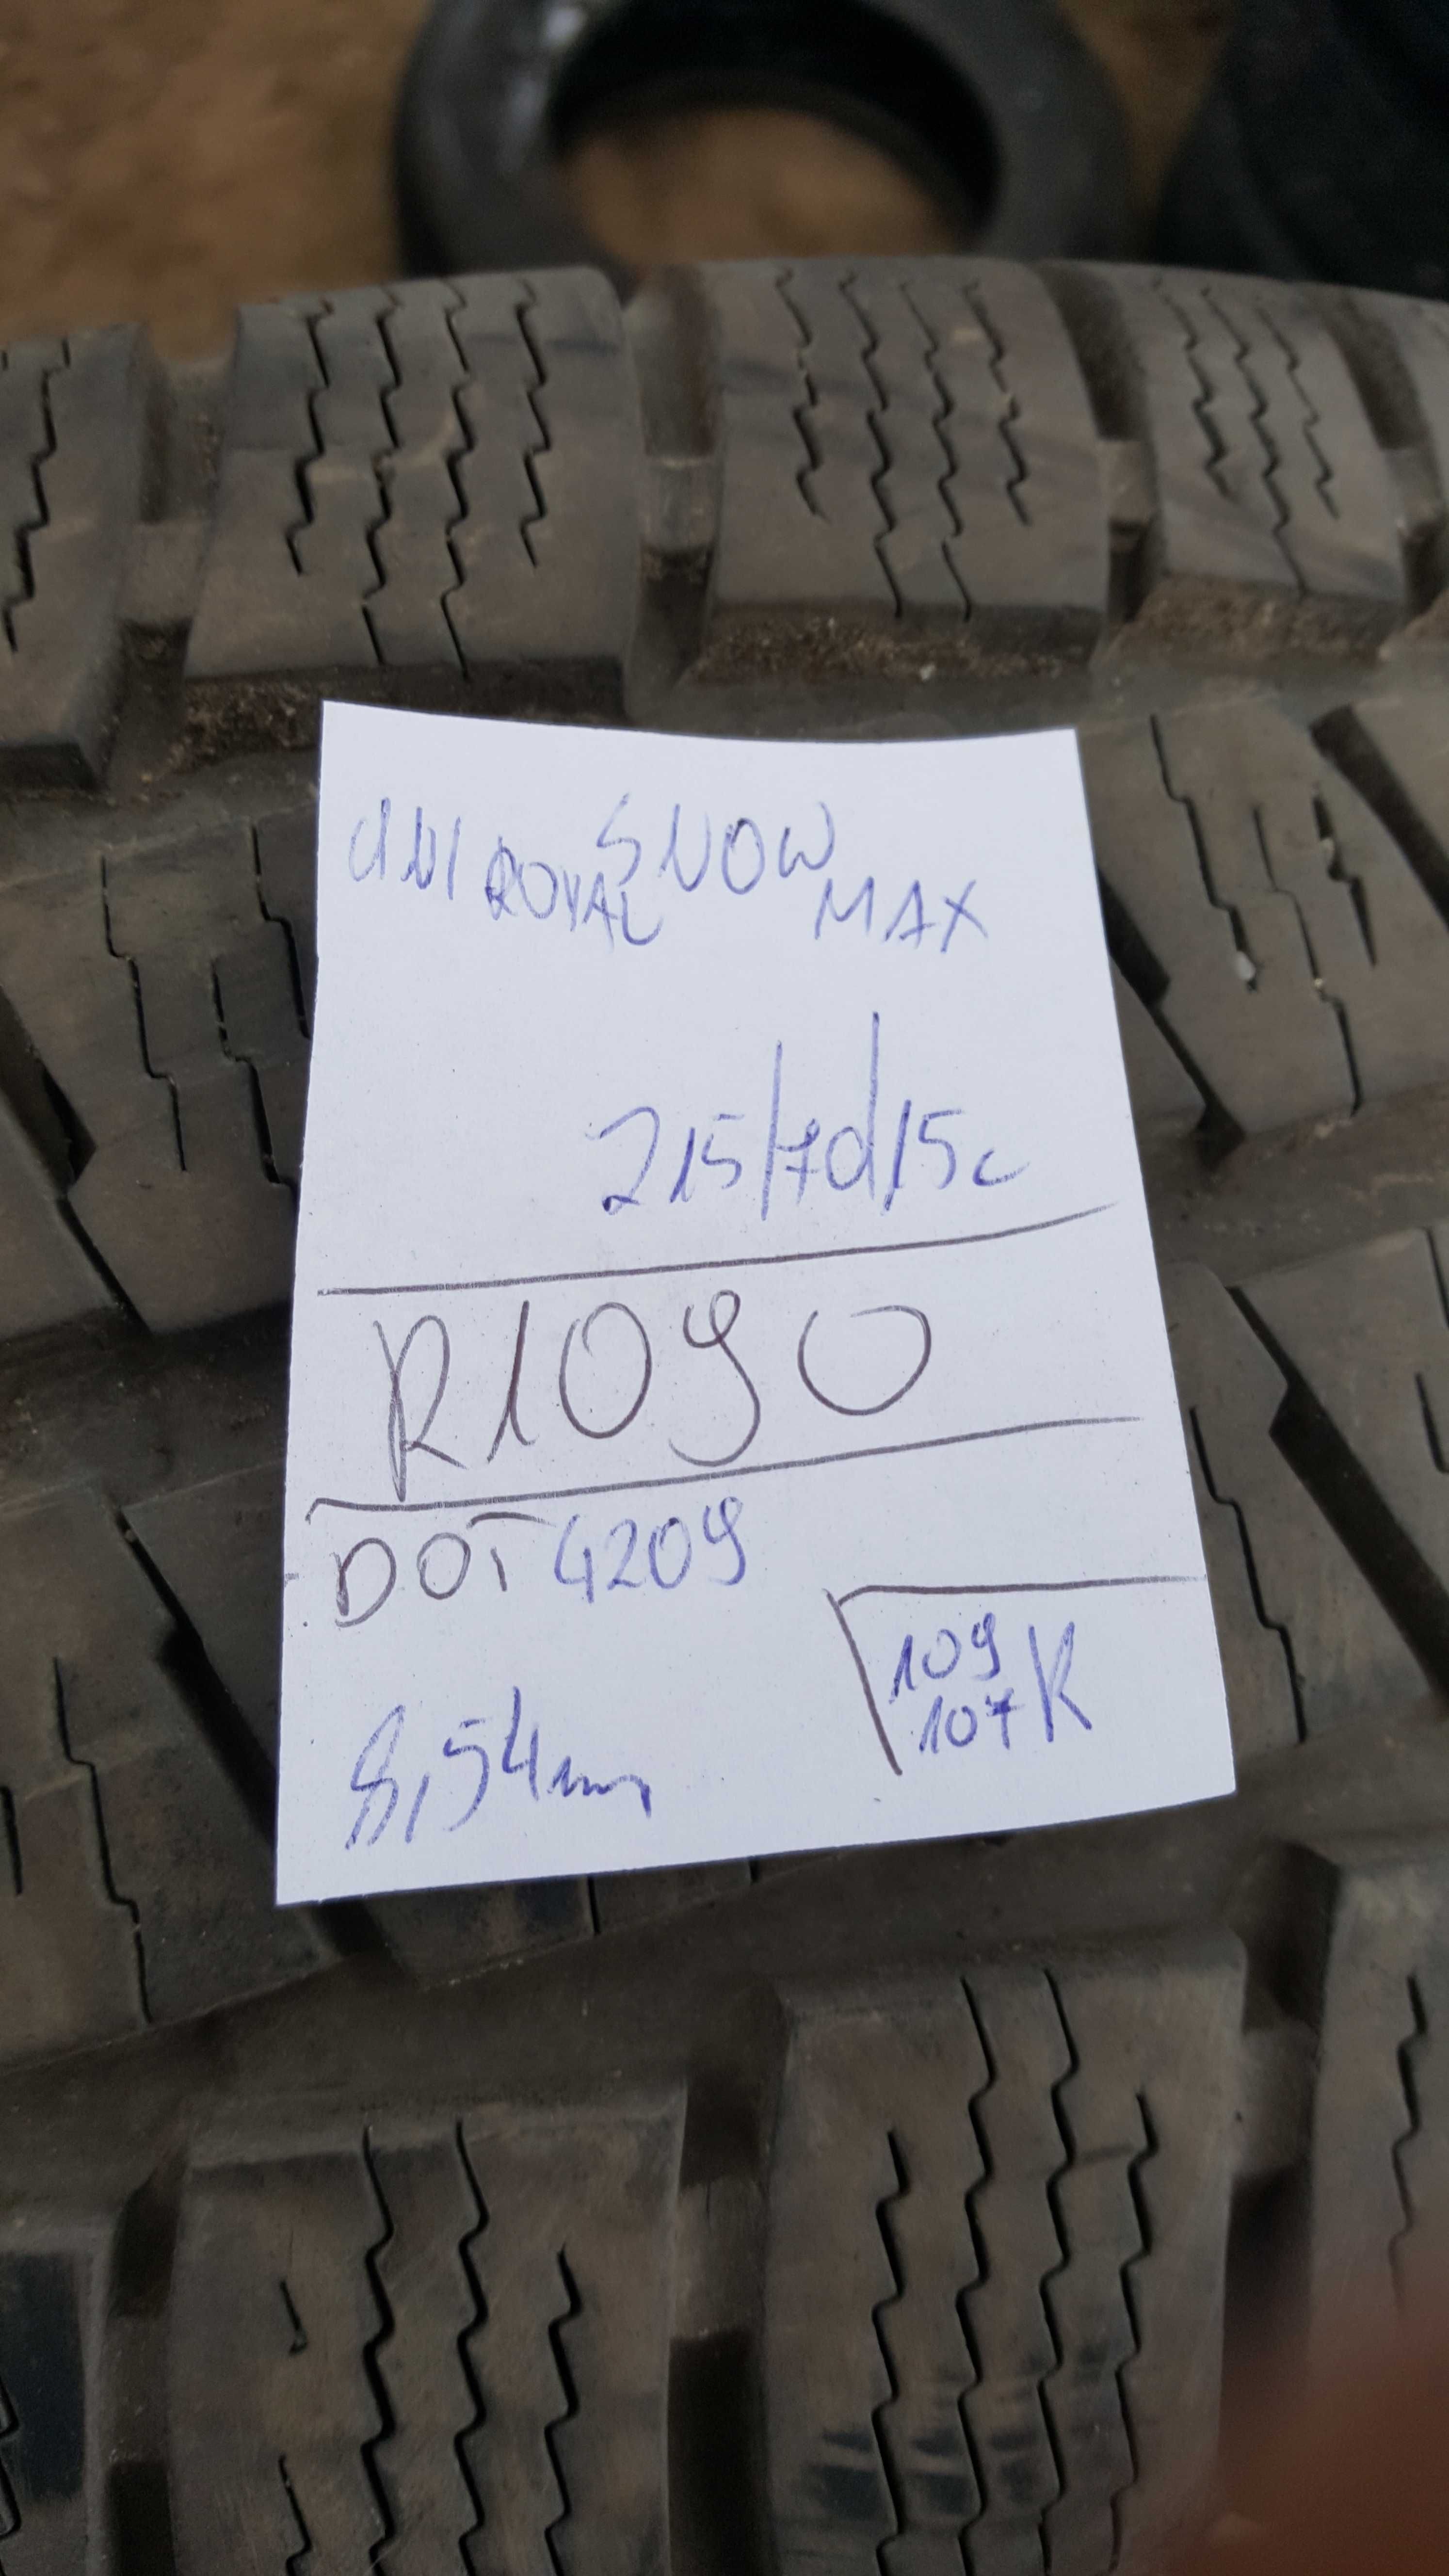 UNI ROYAL SNOW MAX
215/70/15c
R1090
DOT 4209
109
107 K
8,54mm